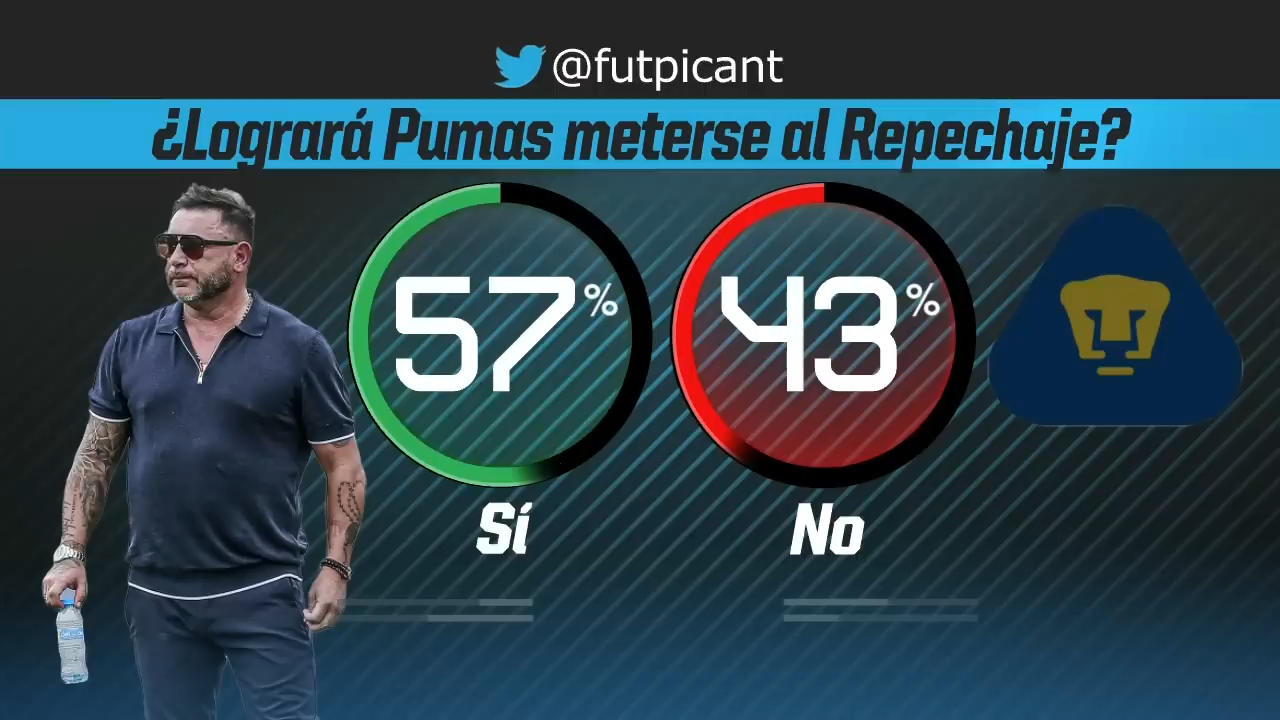 @futpicant
¿Logrará Pumas meterse al Repechaje?
57%
43%
Sí
No